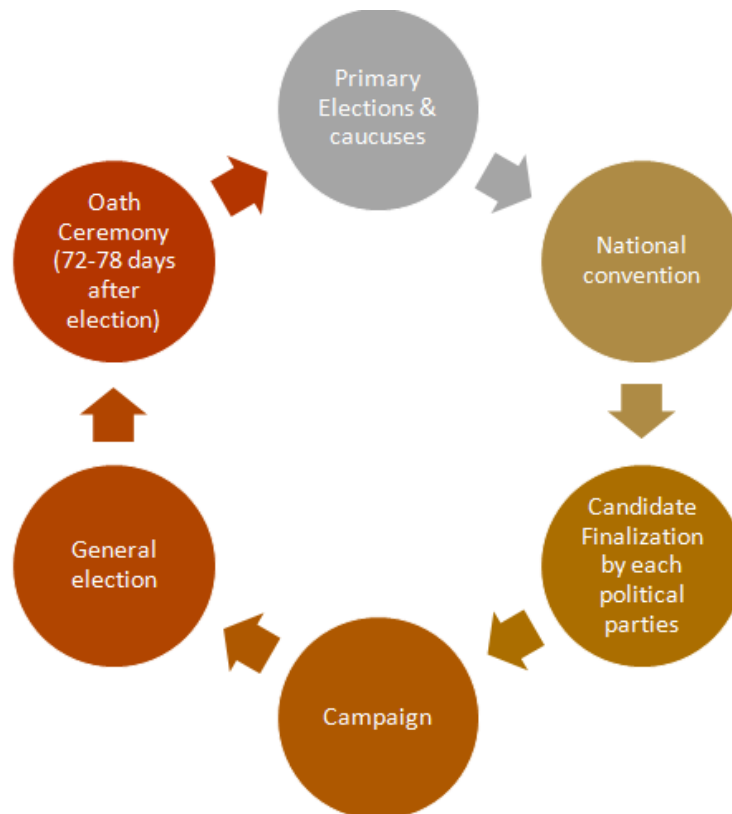 Primary
Elections &
caucuses
National
convention
Candidate
Finalization
by each
political
parties
Campaign
General
election
Oath
Ceremony
(72-78 days
after
election)